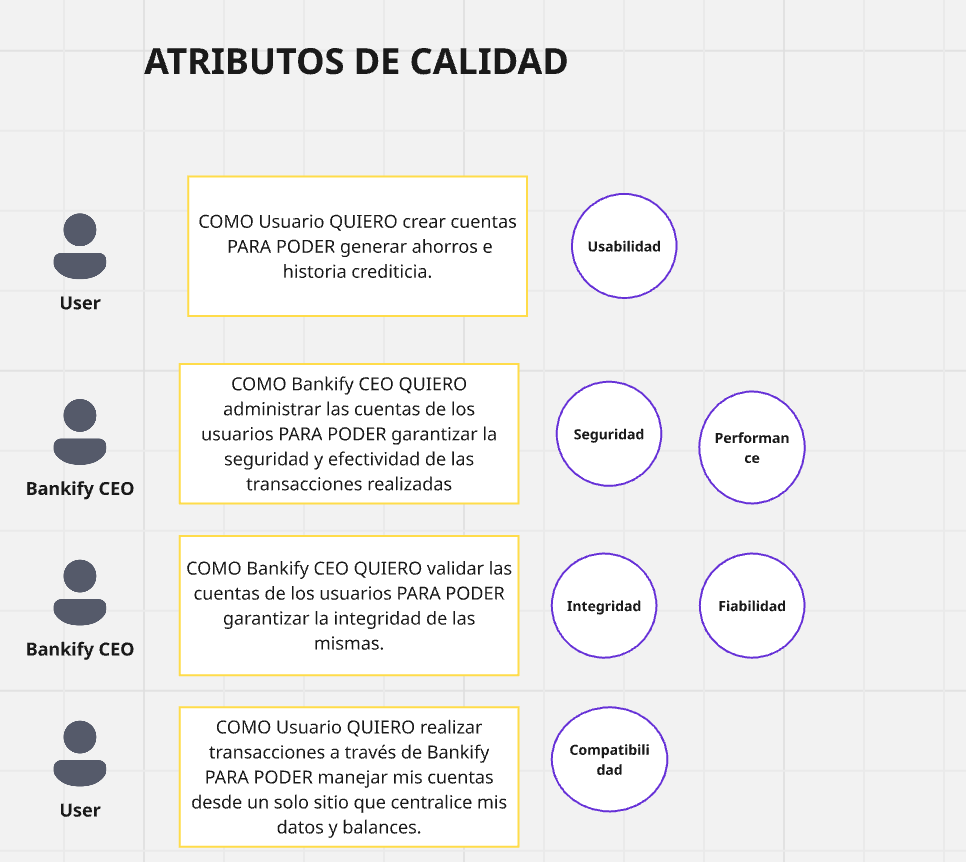 ATRIBUTOS DE CALIDAD
COMO Usuario QUIERO crear cuentas
PARA PODER generar ahorros e
historia crediticia.
Usabilidad
User
COMO Bankify CEO QUIERO
administrar las cuentas de los
usuarios PARA PODER garantizar la
seguridad y efectividad de las
transacciones realizadas
Seguridad
Performan
ce
Bankify CEO
COMO Bankify CEO QUIERO validar las
cuentas de los usuarios PARA PODER
garantizar la integridad de las
mismas.
Integridad
Fiabilidad
Bankify CEO
COMO Usuario QUIERO realizar
transacciones a través de Bankify
PARA PODER manejar mis cuentas
desde un solo sitio que centralice mis
datos y balances.
Compatibili
dad
User